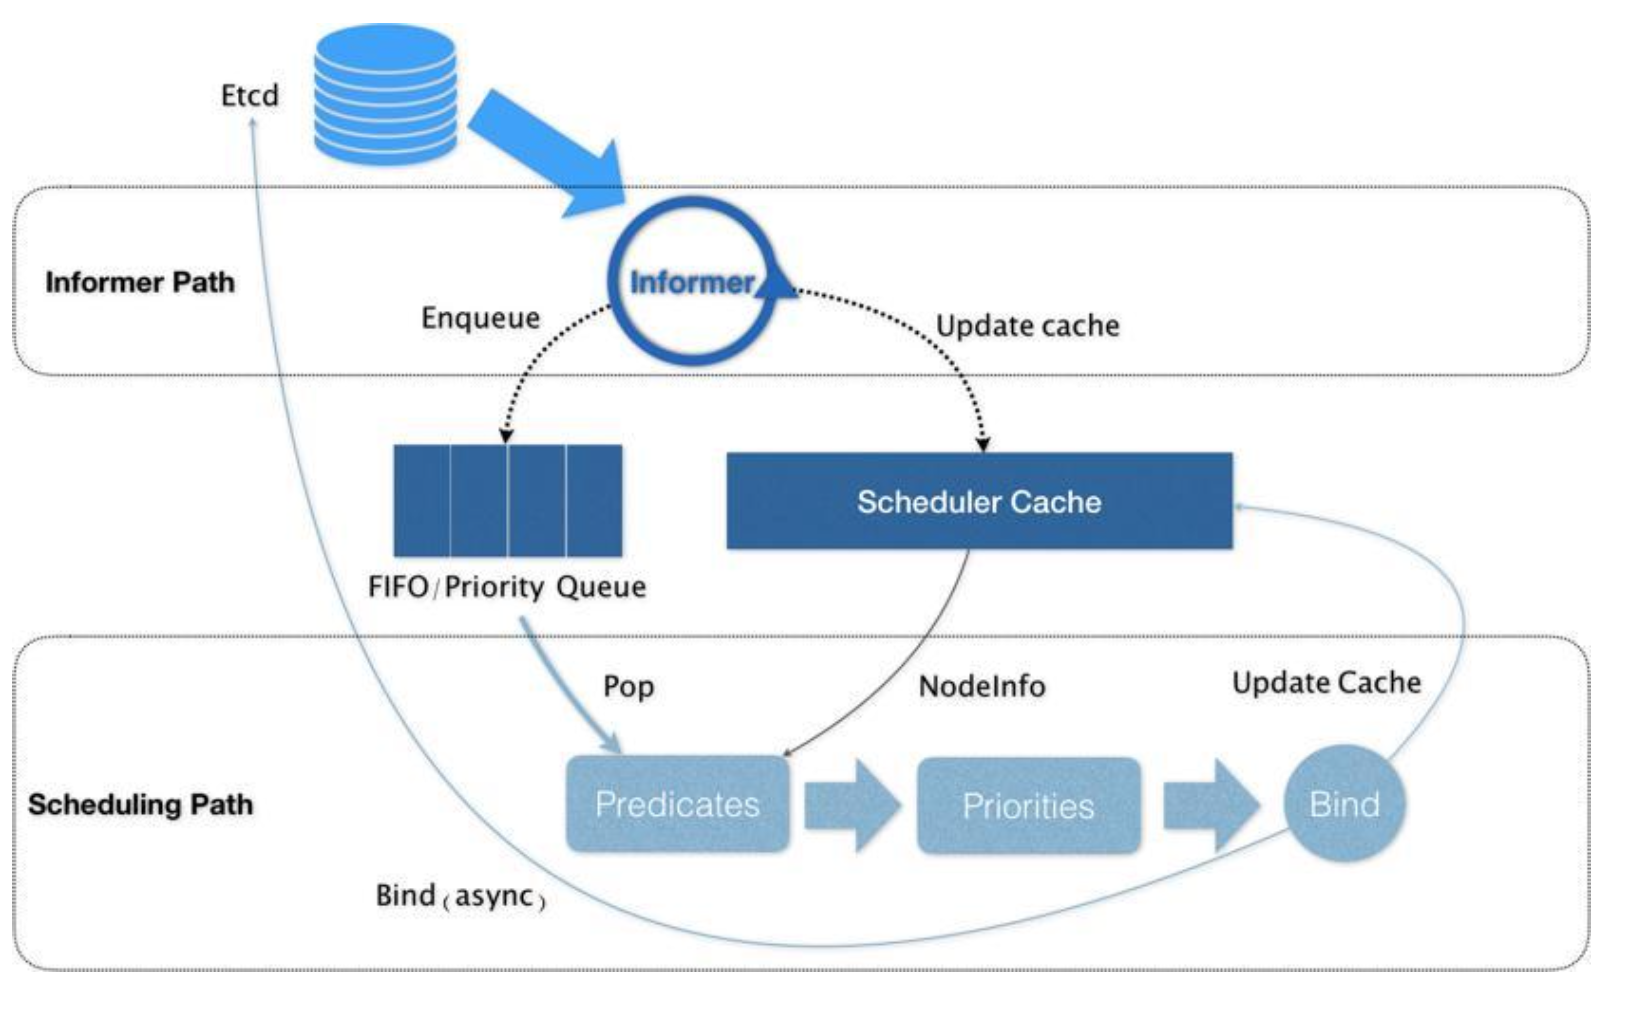 Etcd
Informer Path
Informer
Enqueue
Update cache
Scheduler Cache
FIFO/Priority Queue
Pop
NodeInfo
Update Cache
Scheduling Path
Predicates
Priorities
Bind
Bind (async)